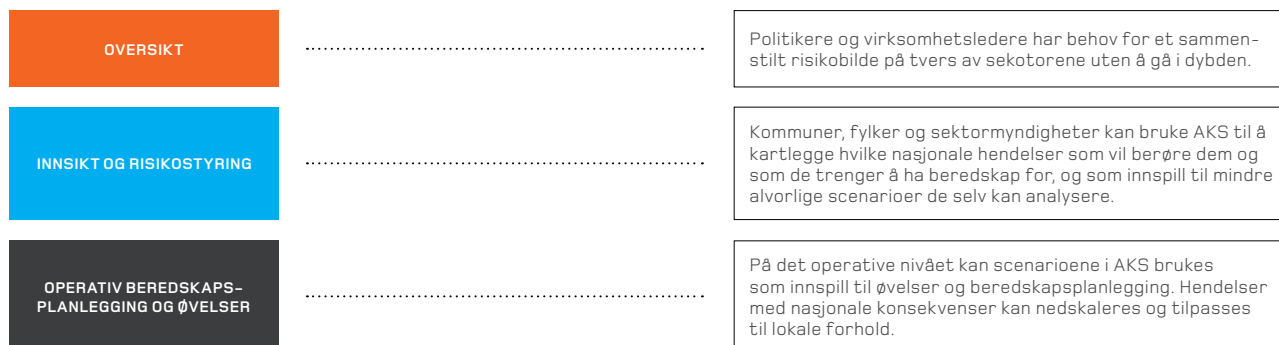 OVERSIKT
Politikere og virksomhetsledere har behov for et sammen-
stilt risikobilde på tvers av sekotorene uten å gå i dybden.
INNSIKT OG RISIKOSTYRING
Kommuner, fylker og sektormyndigheter kan bruke AKS til å
kartlegge hvilke nasjonale hendelser som vil berøre dem og
som de trenger å ha beredskap for, og som innspill til mindre
alvorlige scenarioer de selv kan analysere.
OPERATIV BEREDSKAPS-
PLANLEGGING OG ØVELSER
På det operative nivået kan scenarioene i AKS brukes
som innspill til øvelser og beredskapsplanlegging. Hendelser
med nasjonale konsekvenser kan nedskaleres og tilpasses
til lokale forhold.